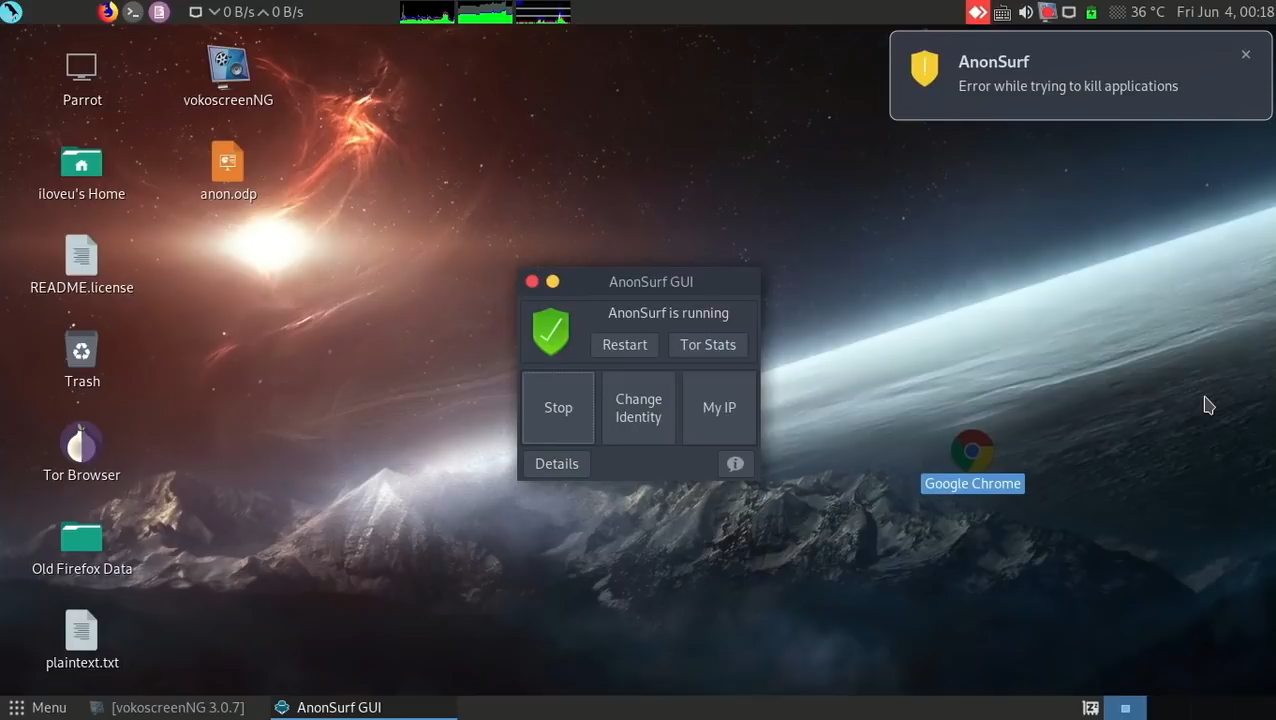 0 B/s 0 B/s
36 °C Fri Jun 4, 00:18
AnonSurf
Error while trying to kill applications
Parrot
vokoscreenNG
iloveu's Home
anon.odp
README.license
Trash
Tor Browser
Old Firefox Data
plaintext.txt
AnonSurf GUI
AnonSurf is running
Restart
Tor Stats
Stop
Change
Identity
My IP
Details
Google Chrome
Menu
[vokoscreenNG 3.0.7]
AnonSurf GUI